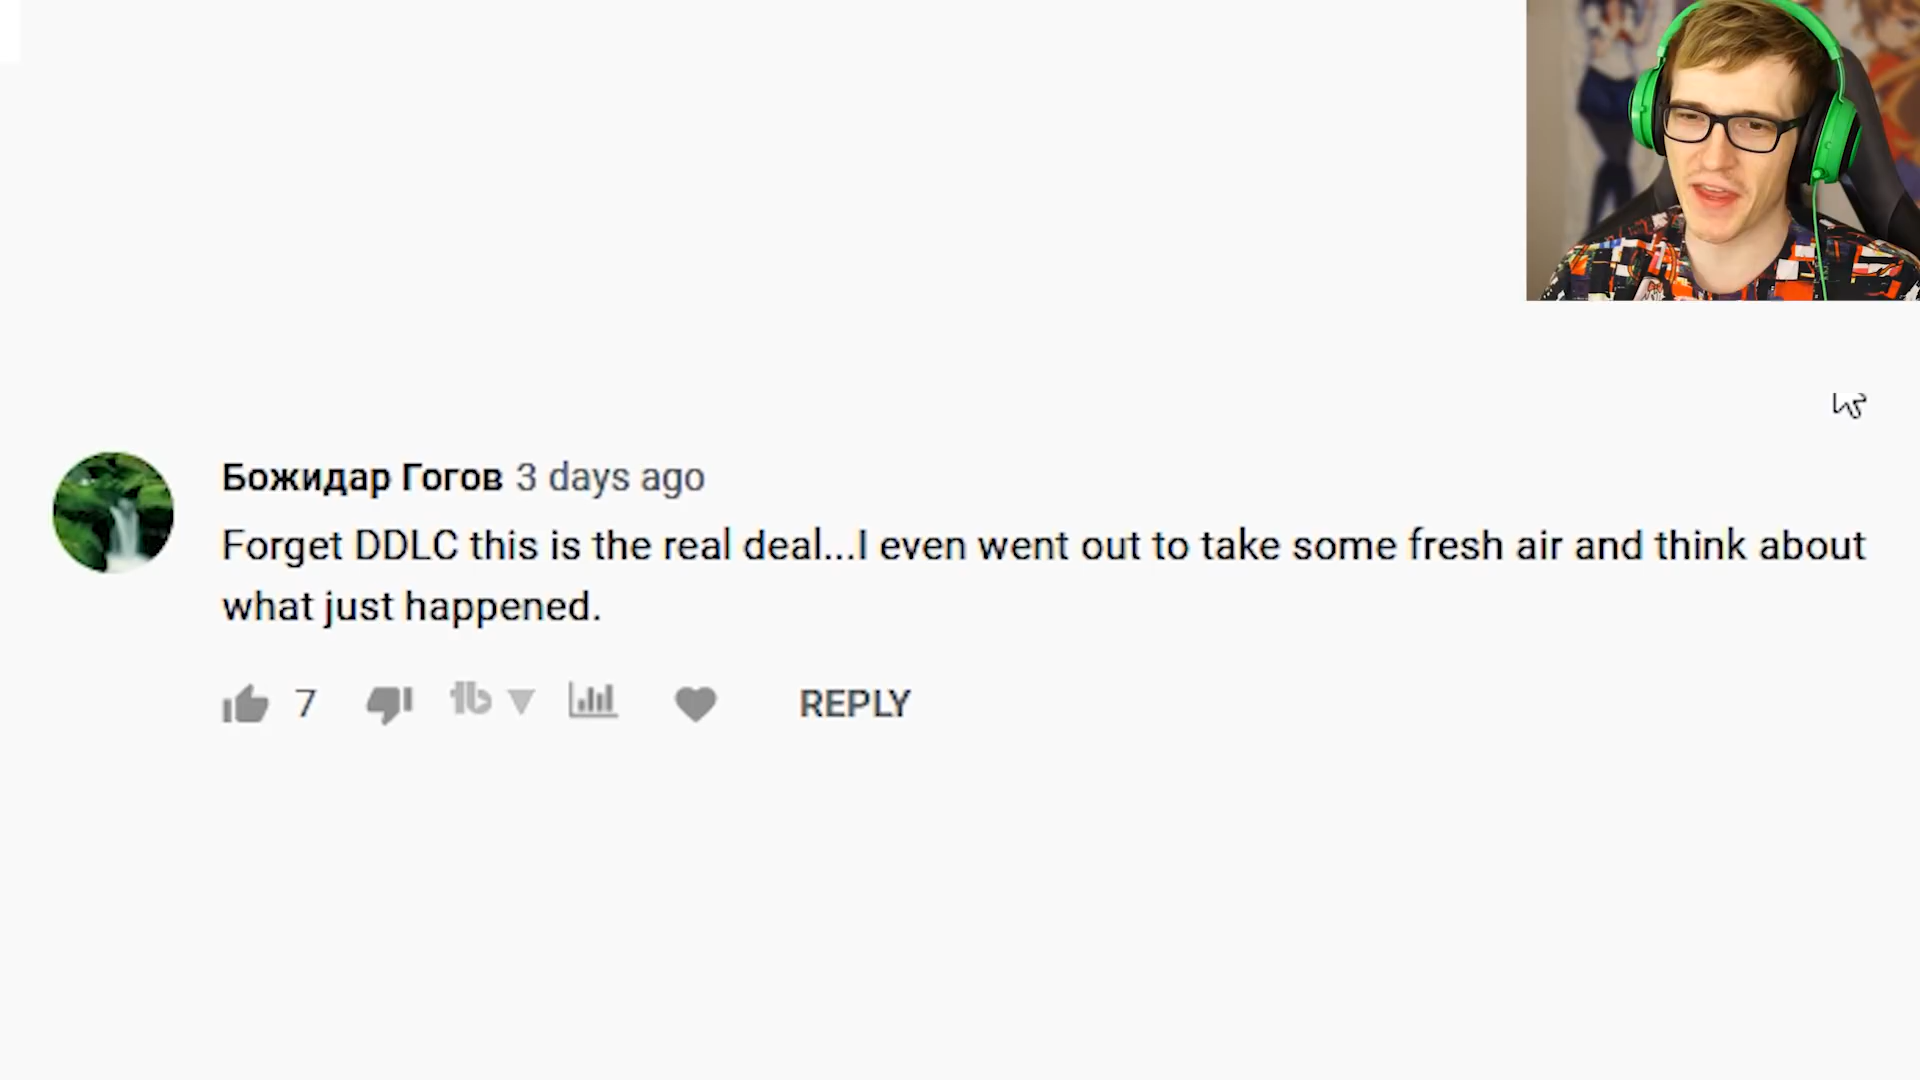 Божидар Гогов 3 days ago
Forget DDLC this is the real deal...I even went out to take some fresh air and think about
what just happened.
7 REPLY